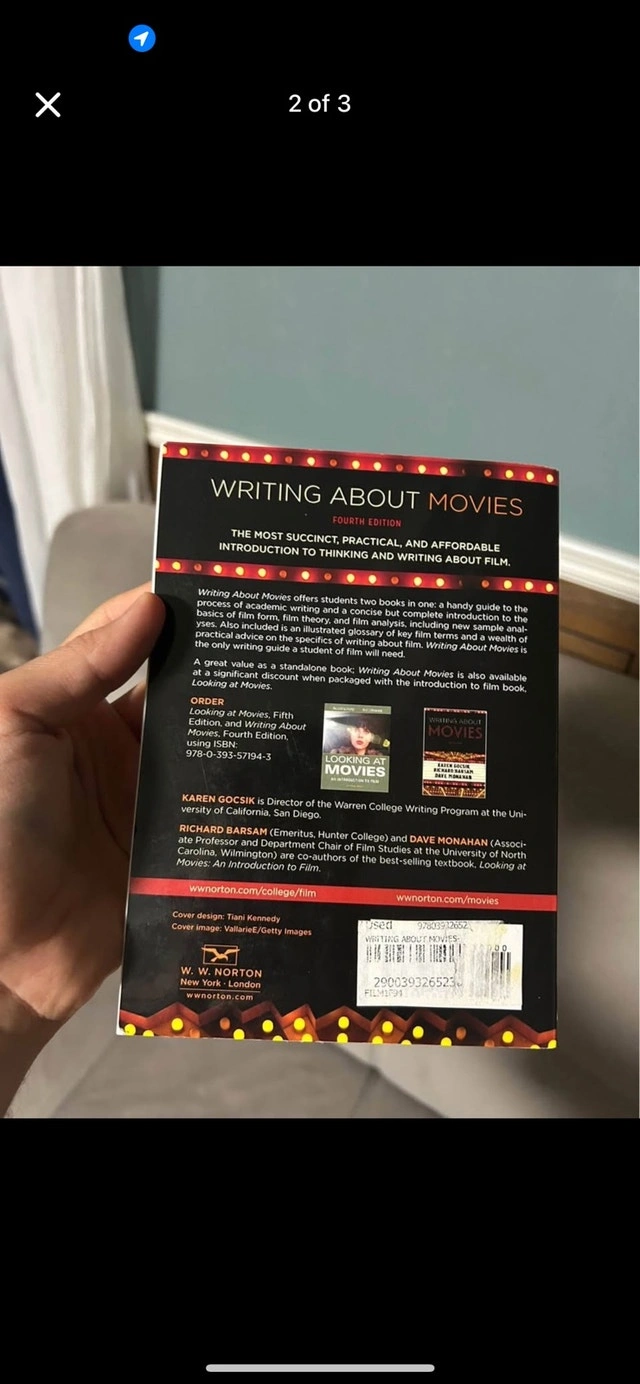 2 of 3
WRITING ABOUT MOVIES
FOURTH EDITION
THE MOST SUCCINCT, PRACTICAL, AND AFFORDABLE
INTRODUCTION TO THINKING AND WRITING ABOUT FILM.
Writing About Movies offers students two books in one: a handy guide to the
process of academic writing and a concise but complete introduction to the
basics of film form, film theory, and film analysis, including new sample anal-
yses. Also included is an illustrated glossary of key film terms and a wealth of
practical advice on the specifics of writing about film. Writing About Movies is
the only writing guide a student of film will need.
A great value as a standalone book; Writing About Movies is also available
at a significant discount when packaged with the introduction to film book,
Looking at Movies.
ORDER
Looking at Movies, Fifth
Edition, and Writing About
Movies, Fourth Edition,
using ISBN:
978-0-393-57194-3
LOOKING AT
MOVIES
AN INTRODUCTION TO FILM
WRITING ABOUT
MOVIES
KAREN GOCSIK
RICHARD BARSAM
DAVE MONAHAN
KAREN GOCSIK is Director of the Warren College Writing Program at the Uni-
versity of California, San Diego.
RICHARD BARSAM (Emeritus, Hunter College) and DAVE MONAHAN (Associ-
ate Professor and Department Chair of Film Studies at the University of North
Carolina, Wilmington) are co-authors of the best-selling textbook, Looking at
Movies: An Introduction to Film.
wwnorton.com/college/film
wwnorton.com/movies
Cover design: Tiani Kennedy
Cover image: VallarieE/Getty Images
W. W. NORTON
New York · London
wwnorton.com
Used
WRITING ABOUT MOVIES